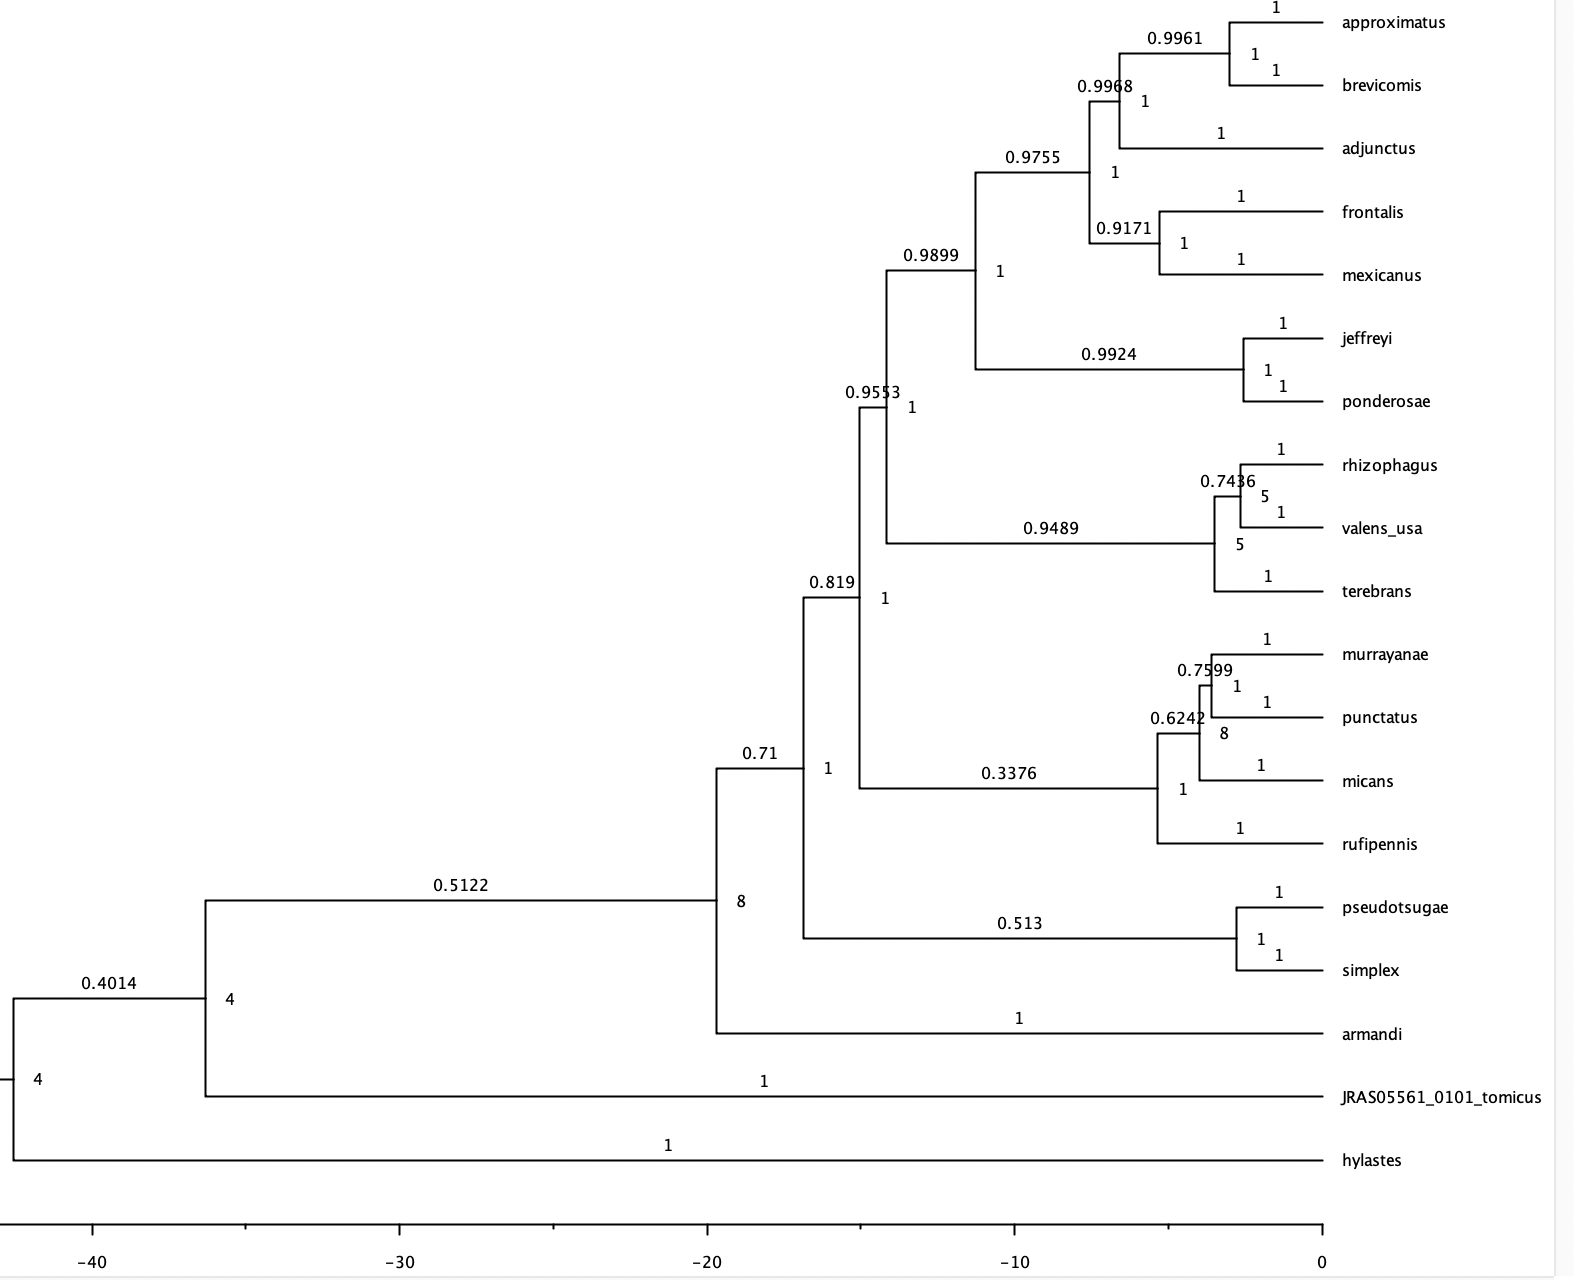 1
approximatus
0.9961
1
1
brevicomis
0.9968
1
1
adjunctus
0.9755
1
1
frontalis
0.9171
1
1
mexicanus
0.9899
1
1
jeffreyi
0.9924
1
1
ponderosae
0.9553
1
1
rhizophagus
0.7436
5
1
valens_usa
0.9489
5
1
terebrans
0.819
1
1
murrayanae
0.7599
1
1
punctatus
0.6242
8
1
micans
0.71
1
0.3376
1
1
rufipennis
0.5122
8
1
pseudotsugae
0.513
1
1
simplex
0.4014
4
1
armandi
4
1
JRAS05561_0101_tomicus
1
hylastes
-40 -30 -20 -10 0